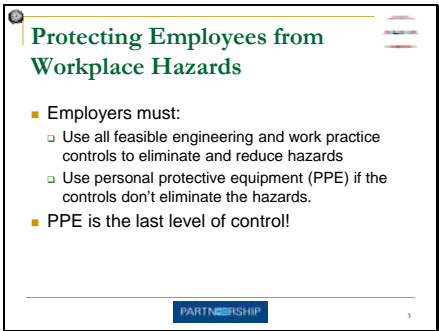 Protecting Employees from
Workplace Hazards
Employers must:
Use all feasible engineering and work practice
controls to eliminate and reduce hazards
Use personal protective equipment (PPE) if the
controls don't eliminate the hazards.
PPE is the last level of control!
PARTNERSHIP
3